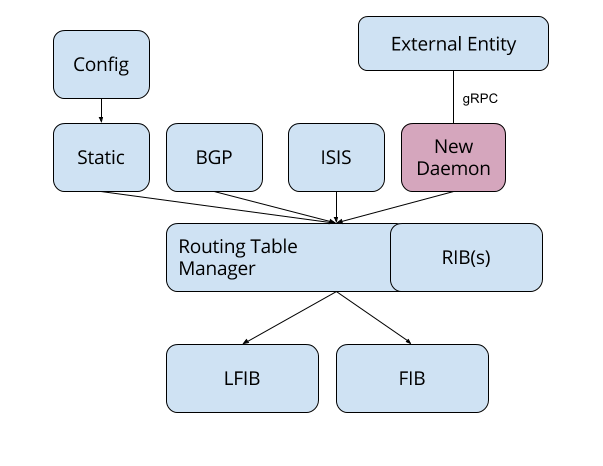 External Entity
Config
gRPC
Static
BGP
ISIS
New
Daemon
Routing Table
Manager
RIB(s)
LFIB
FIB